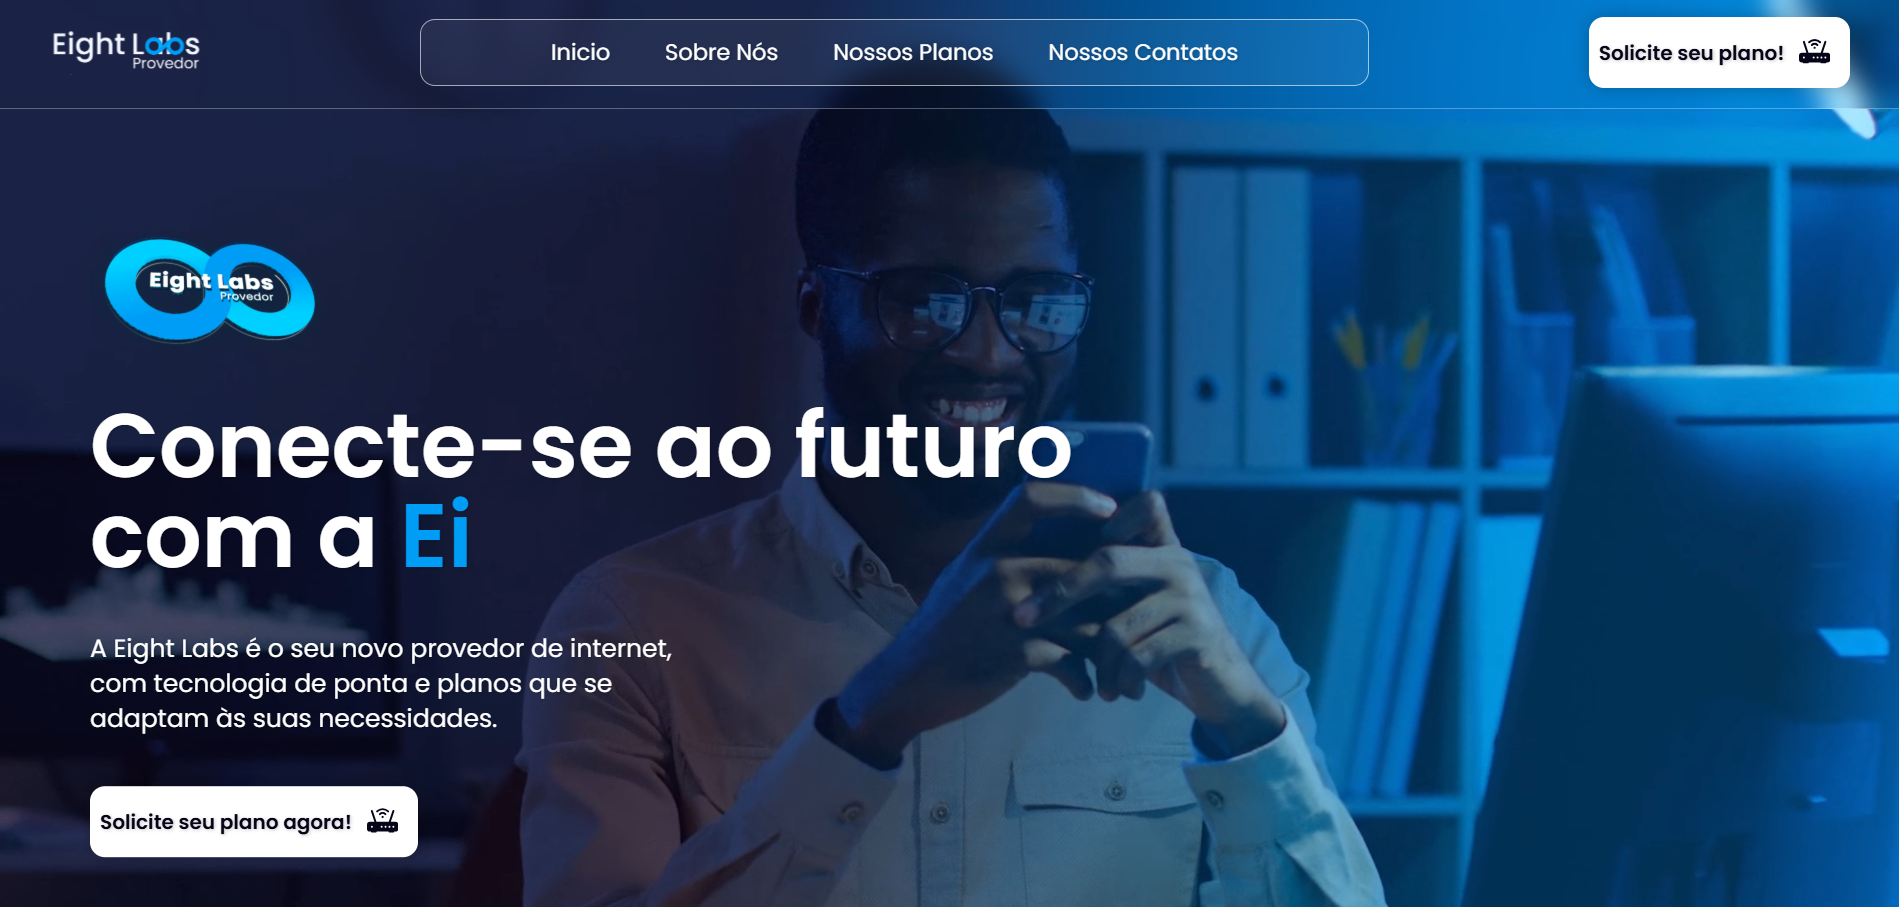 Eight Labs
Provedor
Inicio
Sobre Nós
Nossos Planos
Nossos Contatos
Solicite seu plano!
Eight Labs
Provedor
Conecte-se ao futuro
com a Ei
A Eight Labs é o seu novo provedor de internet,
com tecnologia de ponta e planos que se
adaptam às suas necessidades.
Solicite seu plano agora!